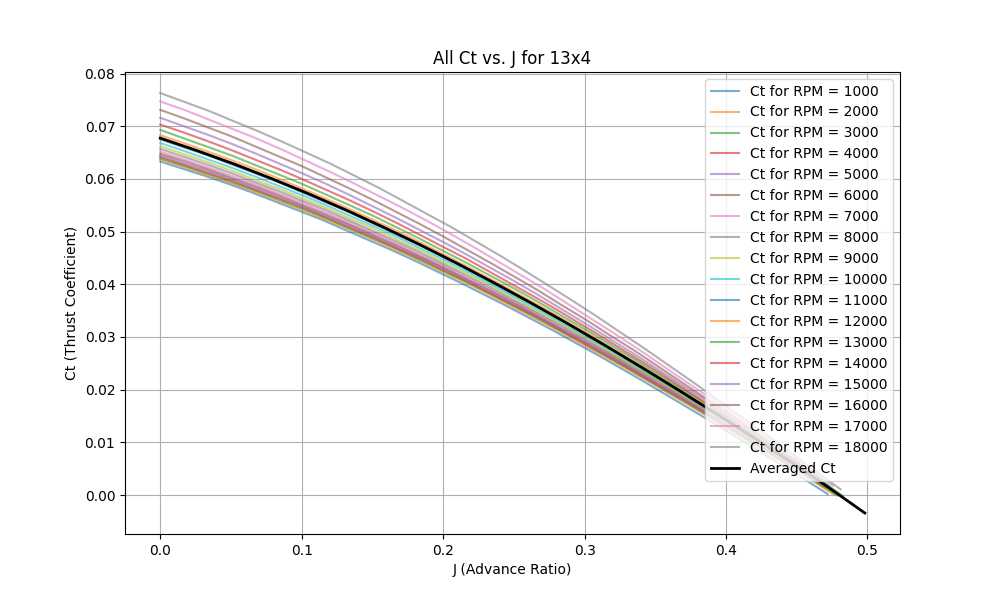 All Ct vs. J for 13x4
Ct (Thrust Coefficient)
0.08
0.07
0.06
0.05
0.04
0.03
0.02
0.01
0.00
Ct for RPM = 1000
Ct for RPM = 2000
Ct for RPM = 3000
Ct for RPM = 4000
Ct for RPM = 5000
Ct for RPM = 6000
Ct for RPM = 7000
Ct for RPM = 8000
Ct for RPM = 9000
Ct for RPM = 10000
Ct for RPM = 11000
Ct for RPM = 12000
Ct for RPM = 13000
Ct for RPM = 14000
Ct for RPM = 15000
Ct for RPM = 16000
Ct for RPM = 17000
Ct for RPM = 18000
Averaged Ct
0.0 0.1 0.2 0.3 0.4 0.5
J (Advance Ratio)